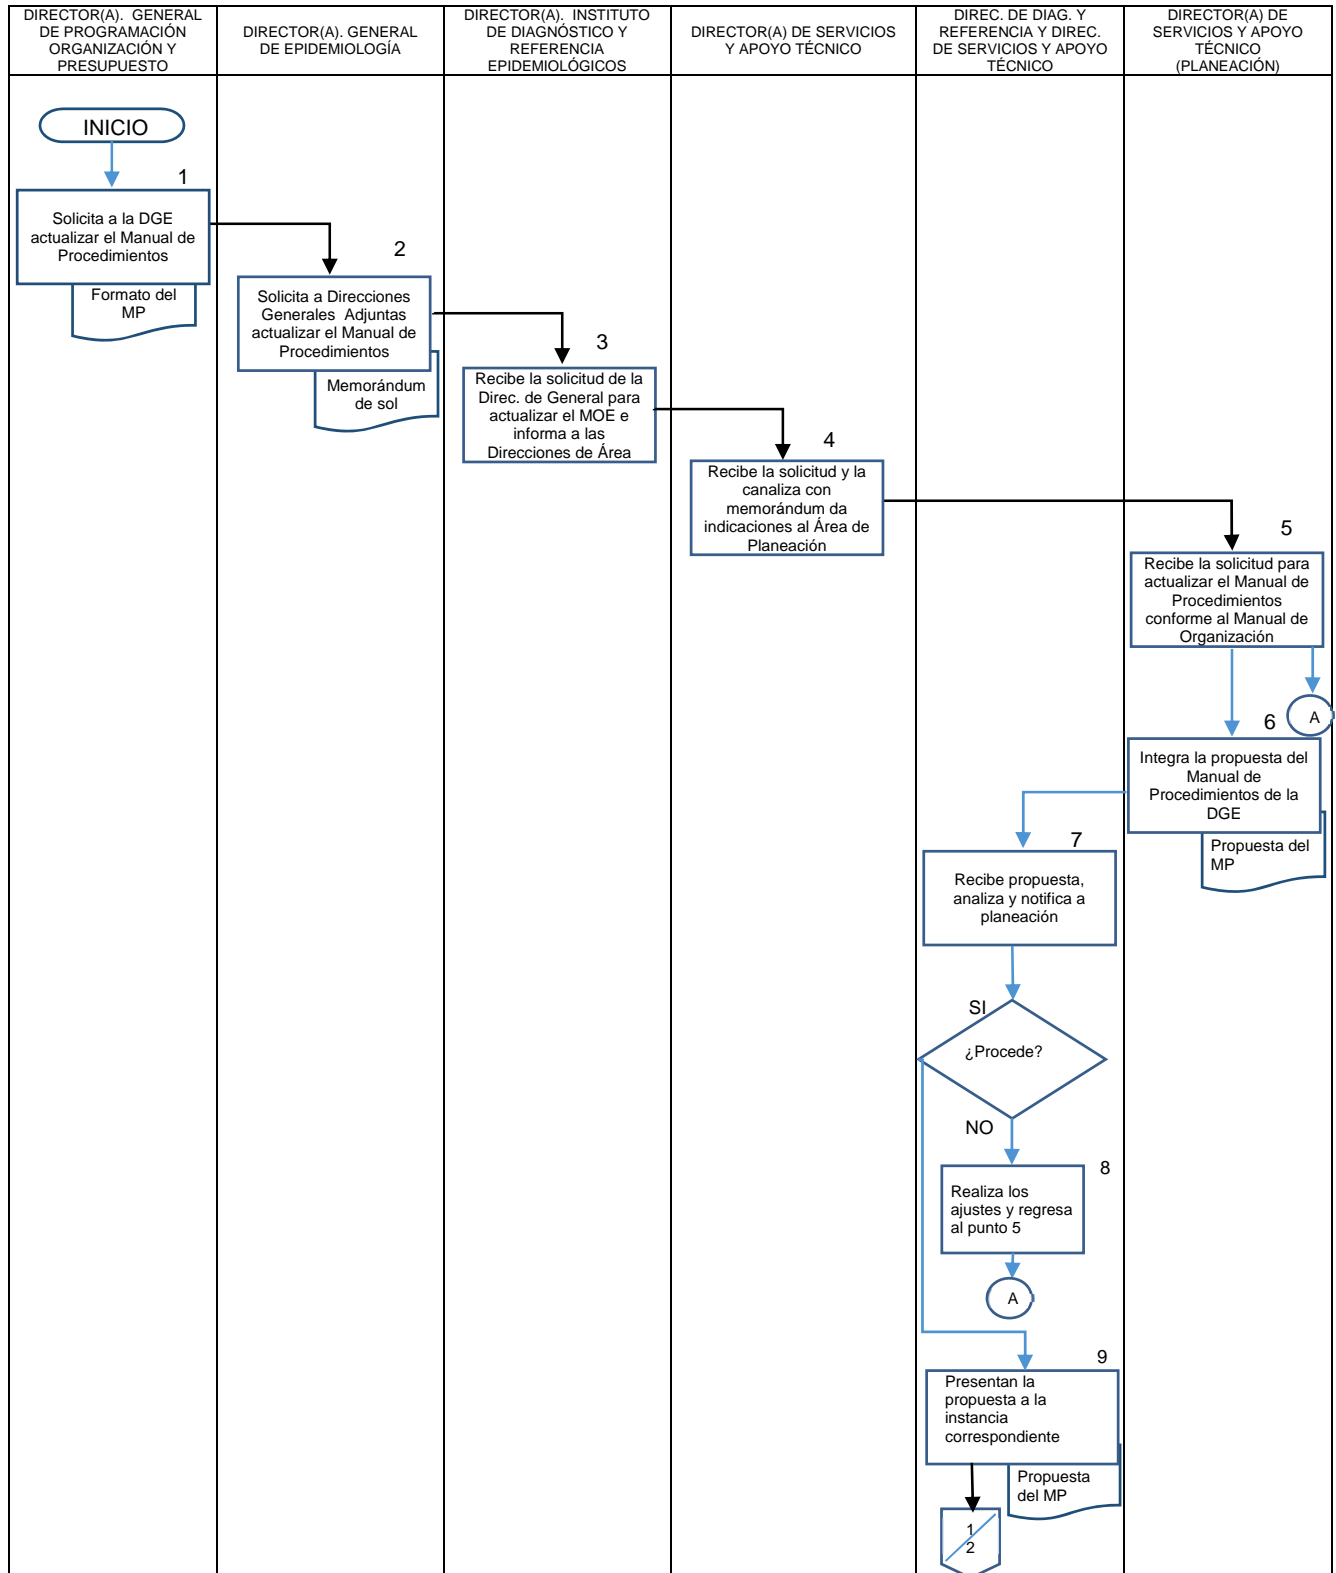 DIRECTOR(A). GENERAL
DE PROGRAMACIÓN
ORGANIZACIÓN Y
PRESUPUESTO
DIRECTOR(A). GENERAL
DE EPIDEMIOLOGÍA
DIRECTOR(A). INSTITUTO
DE DIAGNÓSTICO Y
REFERENCIA
EPIDEMIOLÓGICOS
DIRECTOR(A) DE SERVICIOS
Y APOYO TÉCNICO
DIREC. DE DIAG. Y
REFERENCIA Y DIREC.
DE SERVICIOS Y APOYO
TÉCNICO
DIRECTOR(A) DE
SERVICIOS Y APOYO
TÉCNICO
(PLANEACIÓN)
INICIO
1
Solicita a la DGE
actualizar el Manual de
Procedimientos
Formato del
MP
2
Solicita a Direcciones
Generales Adjuntas
actualizar el Manual de
Procedimientos
Memorándum
de sol
3
Recibe la solicitud de la
Direc. de General para
actualizar el MOE e
informa a las
Direcciones de Área
4
Recibe la solicitud y la
canaliza con
memorándum da
indicaciones al Área de
Planeación
5
Recibe la solicitud para
actualizar el Manual de
Procedimientos
conforme al Manual de
Organización
A
6
Integra la propuesta del
Manual de
Procedimientos de la
DGE
Propuesta del
MP
7
Recibe propuesta,
analiza y notifica a
planeación
SI
¿Procede?
NO
8
Realiza los
ajustes y regresa
al punto 5
A
9
Presentan la
propuesta a la
instancia
correspondiente
Propuesta
del MP
1
2